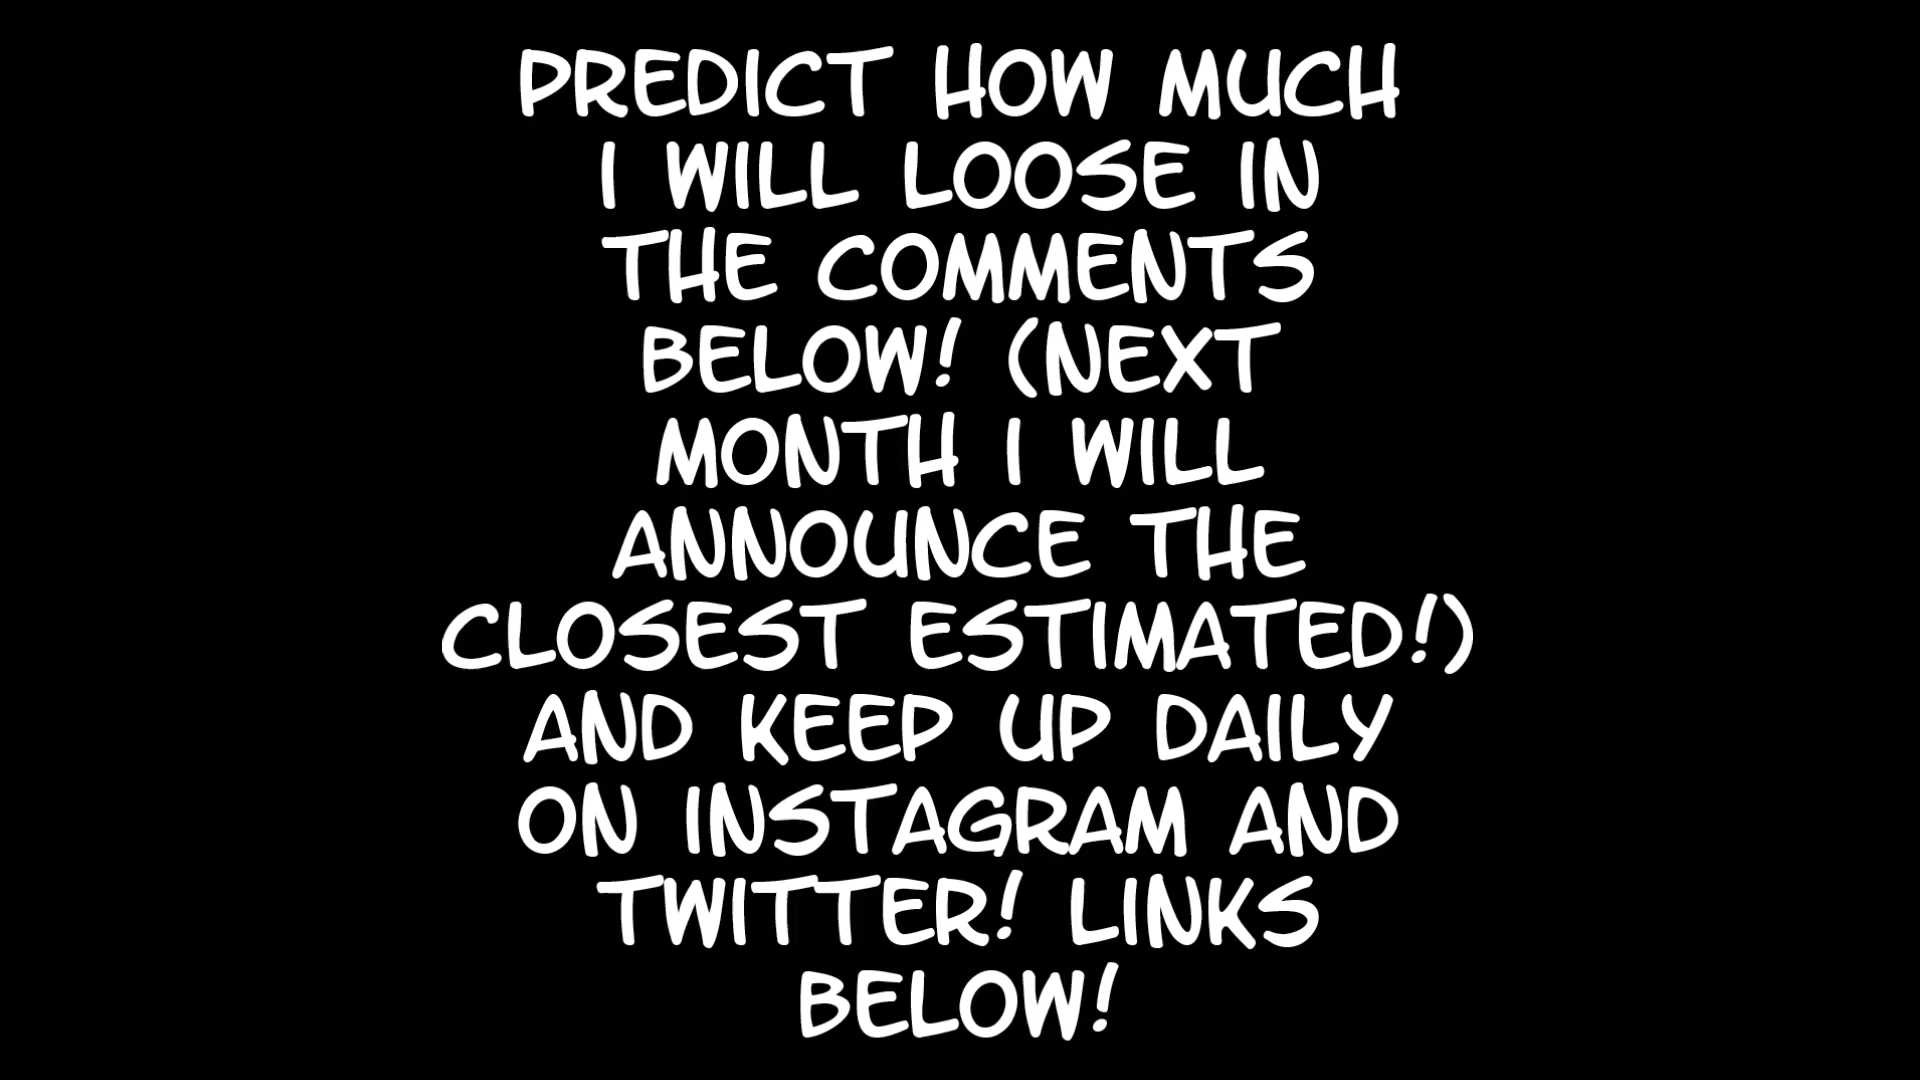 PREDICT HOW MUCH
I WILL LOOSE IN
THE COMMENTS
BELOW! (NEXT
MONTH I WILL
ANNOUNCE THE
CLOSEST ESTIMATED!)
AND KEEP UP DAILY
ON INSTAGRAM AND
TWITTER! LINKS
BELOW!